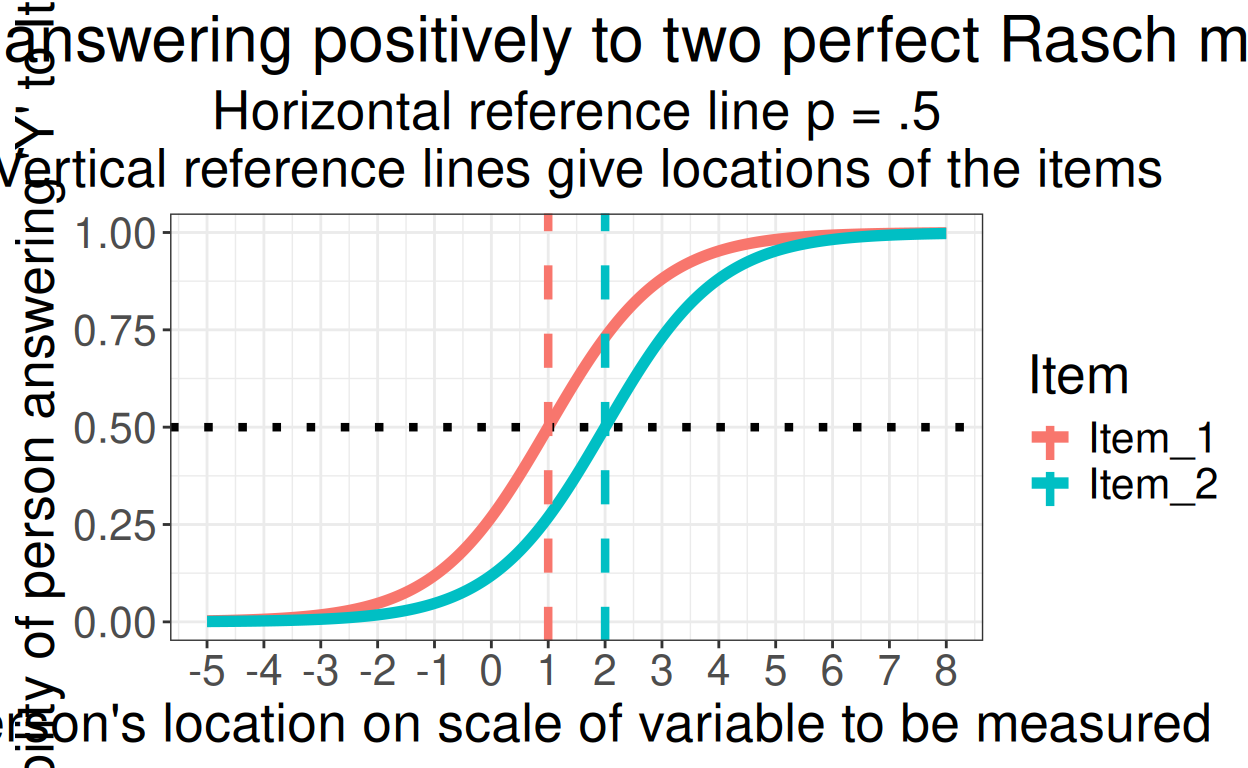 answering positively to two perfect Rasch
Horizontal reference line p = .5
Vertical reference lines give locations of the items
of person answering 'Y' to
1.00
0.75
0.50
0.25
0.00
-5 -4 -3 -2 -1 0 1 2 3 4 5 6 7 8
location on scale of variable to be measured
Item
Item_1
Item_2